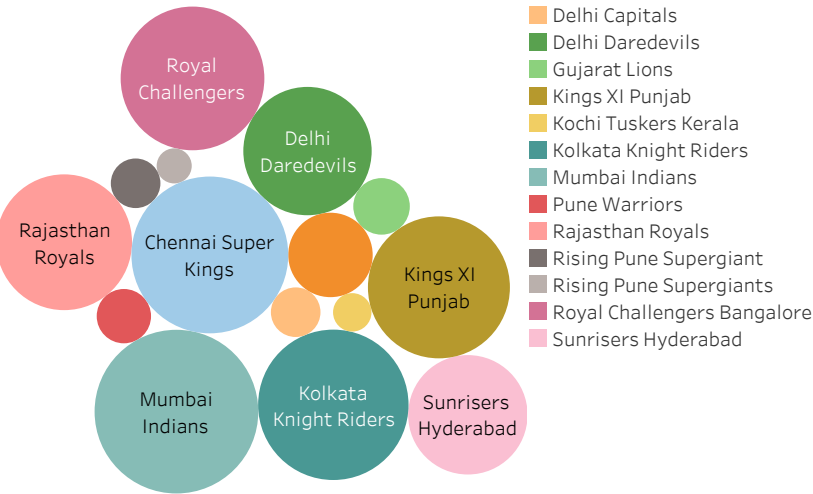 Royal
Challengers
Delhi
Daredevils
Rajasthan
Royals
Chennai Super
Kings
Kings XI
Punjab
Mumbai
Indians
Kolkata
Knight Riders
Sunrisers
Hyderabad
Delhi Capitals
Delhi Daredevils
Gujarat Lions
Kings XI Punjab
Kochi Tuskers Kerala
Kolkata Knight Riders
Mumbai Indians
Pune Warriors
Rajasthan Royals
Rising Pune Supergiant
Rising Pune Supergiants
Royal Challengers Bangalore
Sunrisers Hyderabad